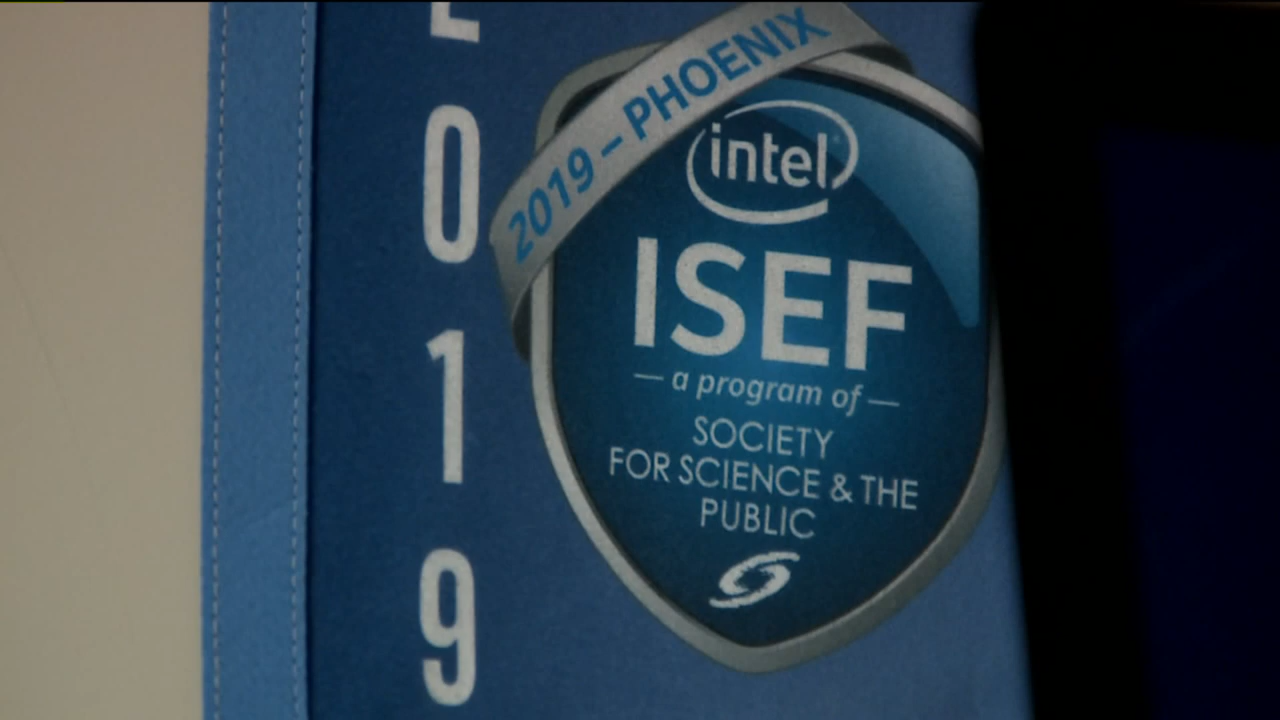 2
0
1
9
2019 – PHOENIX
intel
ISEF
— a program of —
SOCIETY
FOR SCIENCE & THE
PUBLIC